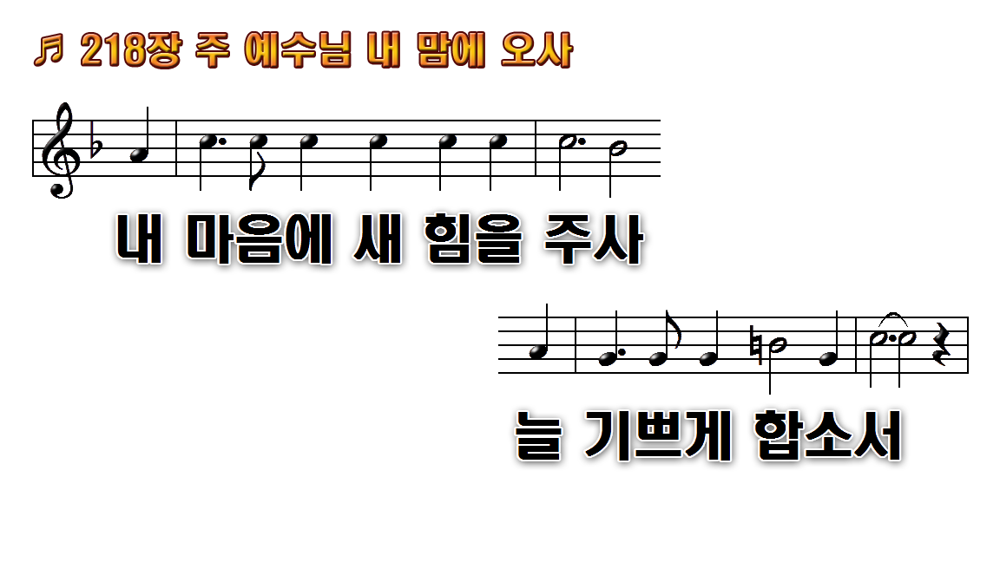 ♬ 218장 주 예수님 내 맘에 오사
내 마음에 새 힘을 주사
늘 기쁘게 합소서